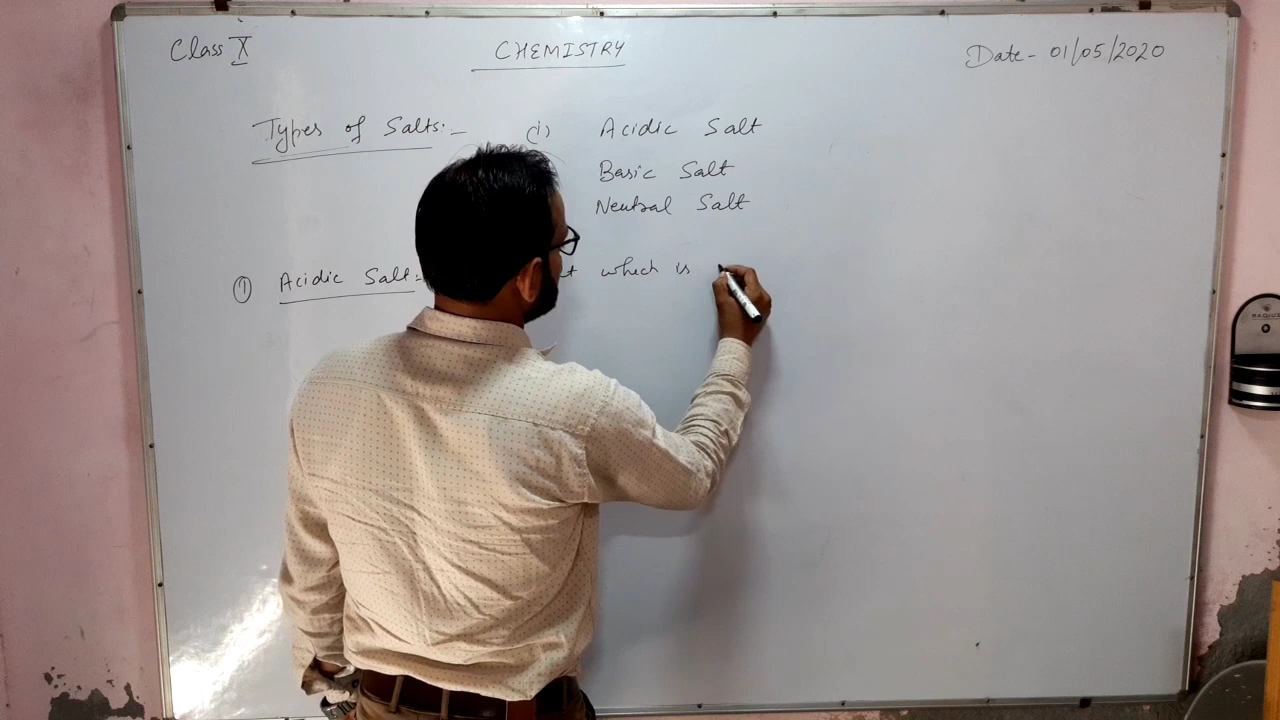 Class X CHEMISTRY Date - 01/05/2020
Types of Salts:- (i) Acidic Salt
Basic Salt
Neutral Salt
① Acidic Salt:- which is